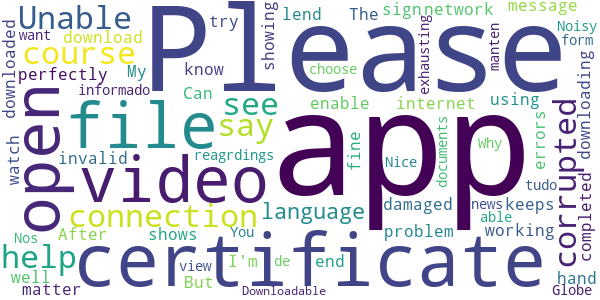 downloaded
want
Unable
course
download
perfectly
My
informado
try
know
showing
lend
The
sign
network
message
Noisy
form
exhausting
manten
choose
Please
open
file
say
see
Can
enable
internet
using
errors
downloading
watch
invalid
reagrdings
video
fine
app
documents
Why
Nice
corrupted
completed
connection
language
damaged
news
keeps
tudo
able
Nos
After
shows
You
end
problem
working
help
well
certificate
I'm
de
view
But
matter
hand
Downloadable
Globe